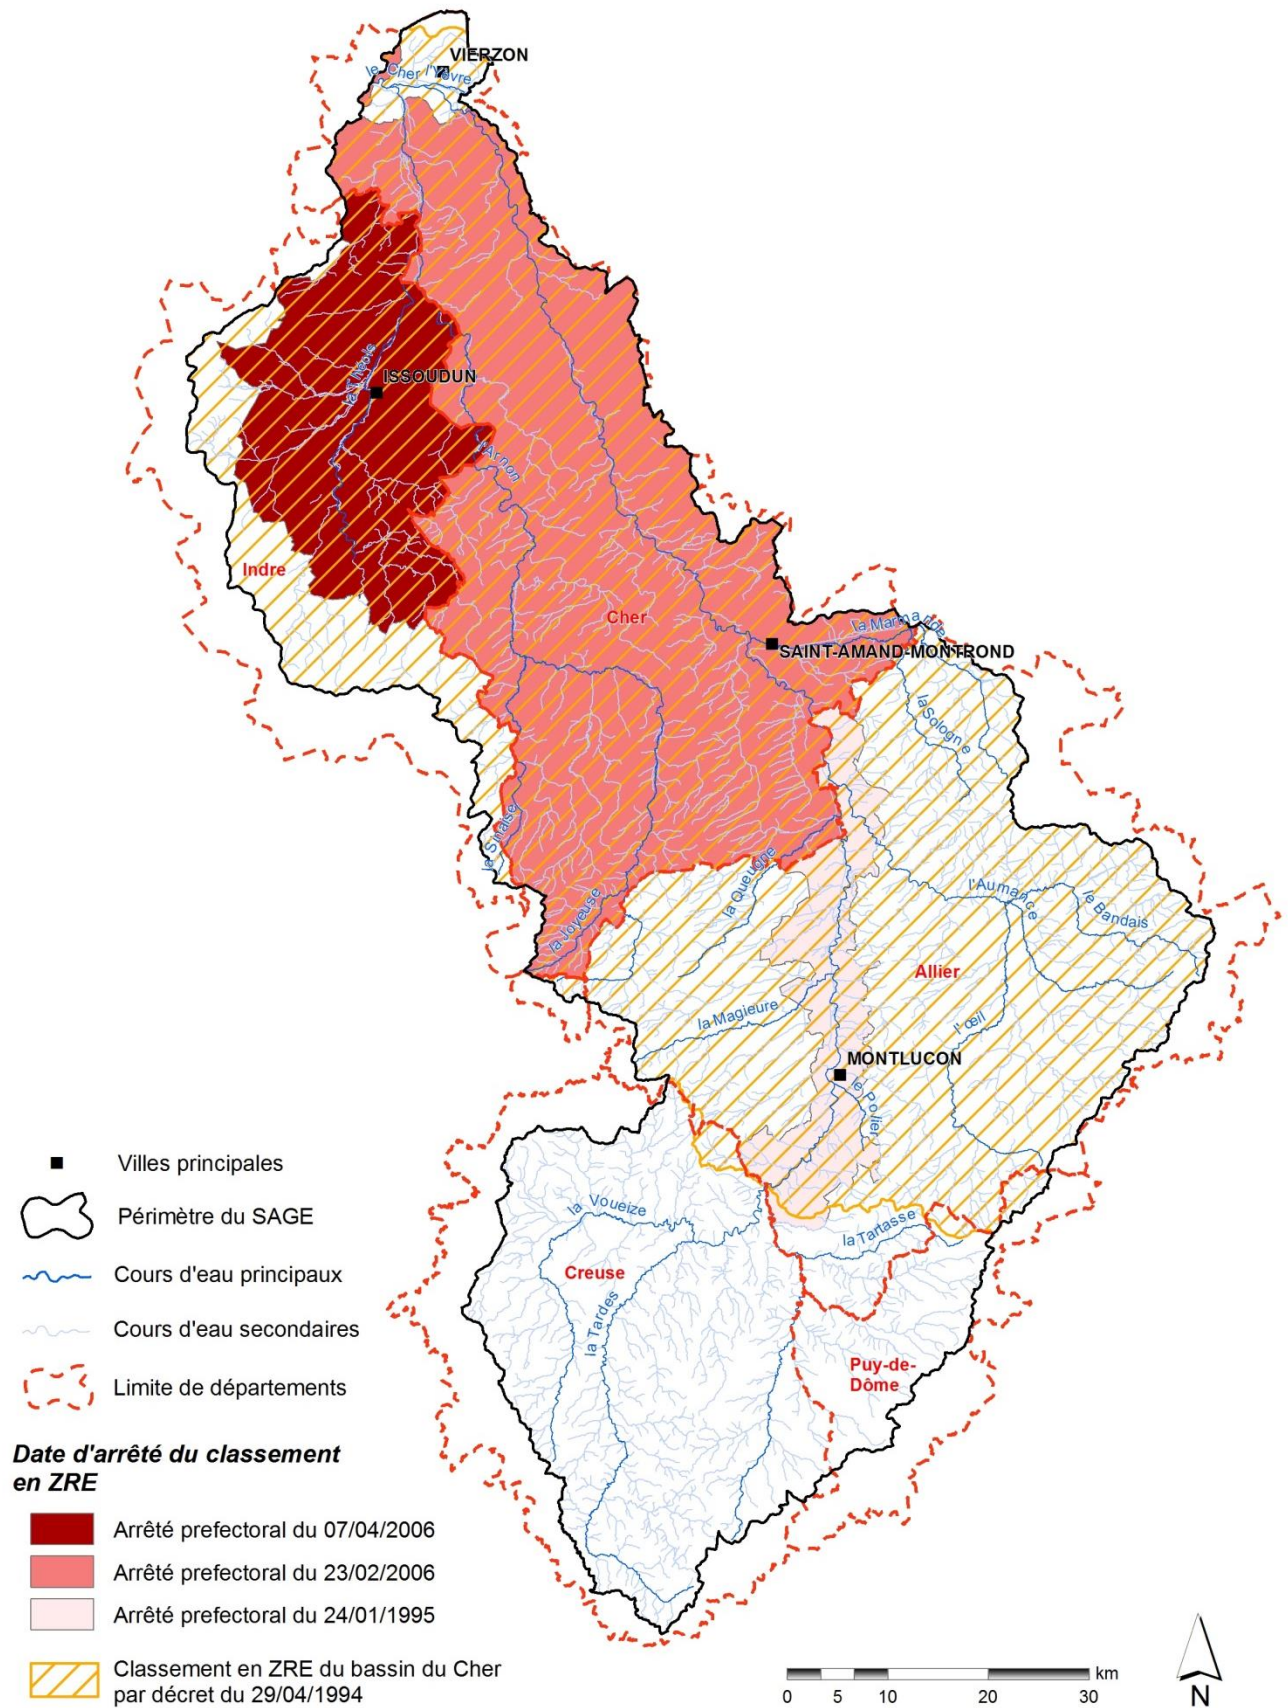 VIERZON
le Cher l'Yèvre
la Théols
ISSOUDUN
l'Arnon
Indre
Cher
la Marmande
SAINT-AMAND-MONTROND
la Sologne
la Sinaise
la Queugne
l'Aumance
le Bandais
la Joyeuse
Allier
la Magieure
l'œil
MONTLUCON
le Polier
Villes principales
Périmètre du SAGE
la Voueize
la Tartasse
Cours d'eau principaux
Creuse
la Tardes
Cours d'eau secondaires
Puy-de-
Dôme
Limite de départements
Date d'arrêté du classement
en ZRE
Arrêté prefectoral du 07/04/2006
Arrêté prefectoral du 23/02/2006
Arrêté prefectoral du 24/01/1995
Classement en ZRE du bassin du Cher
par décret du 29/04/1994
km
0 5 10 20 30
N